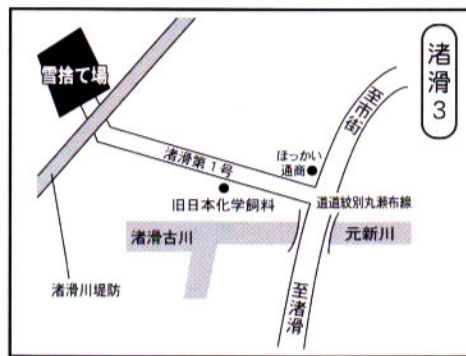 渚滑3
雪捨て場
至市街
渚滑第1号
ほっかい
通商
旧日本化学飼料
道道紋別丸瀬布線
渚滑古川
元新川
渚滑川堤防
至渚滑